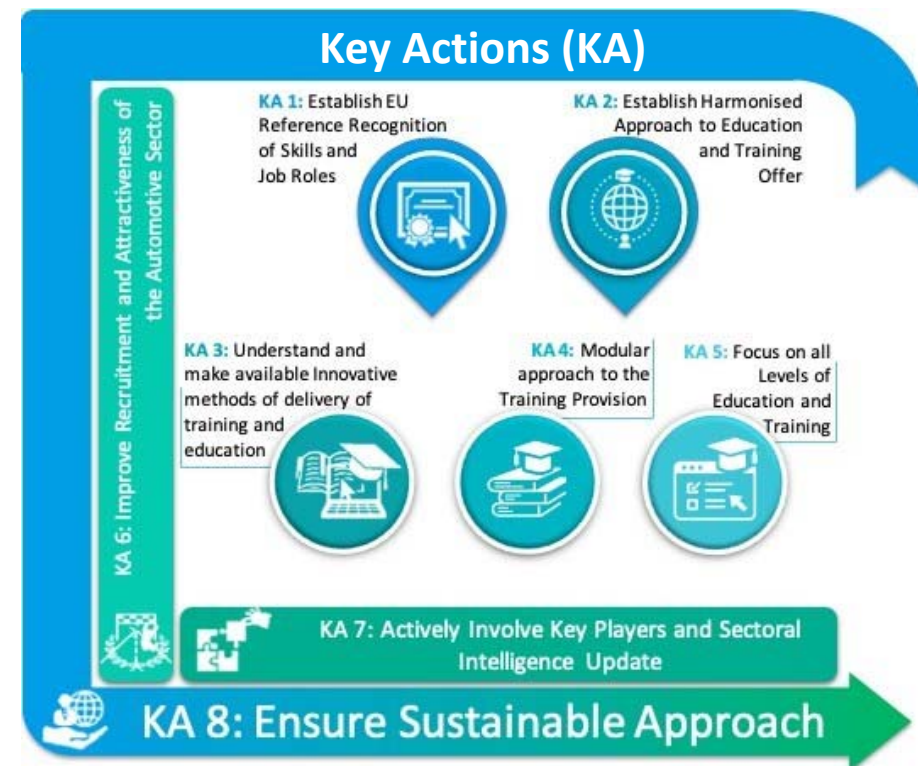 Key Actions (KA)
KA 1: Establish EU
Reference Recognition
of Skills and
Job Roles
KA 2: Establish Harmonised
Approach to Education
and Training
Offer
KA 3: Understand and
make available Innovative
methods of delivery of
training and
education
KA4: Modular
approach to the
Training Provision
KA 5: Focus on all
Levels of
Education and
Training
KA 6: Improve Recruitment and Attractiveness of
the Automotive Sector
KA 7: Actively Involve Key Players and Sectoral
Intelligence Update
KA 8: Ensure Sustainable Approach